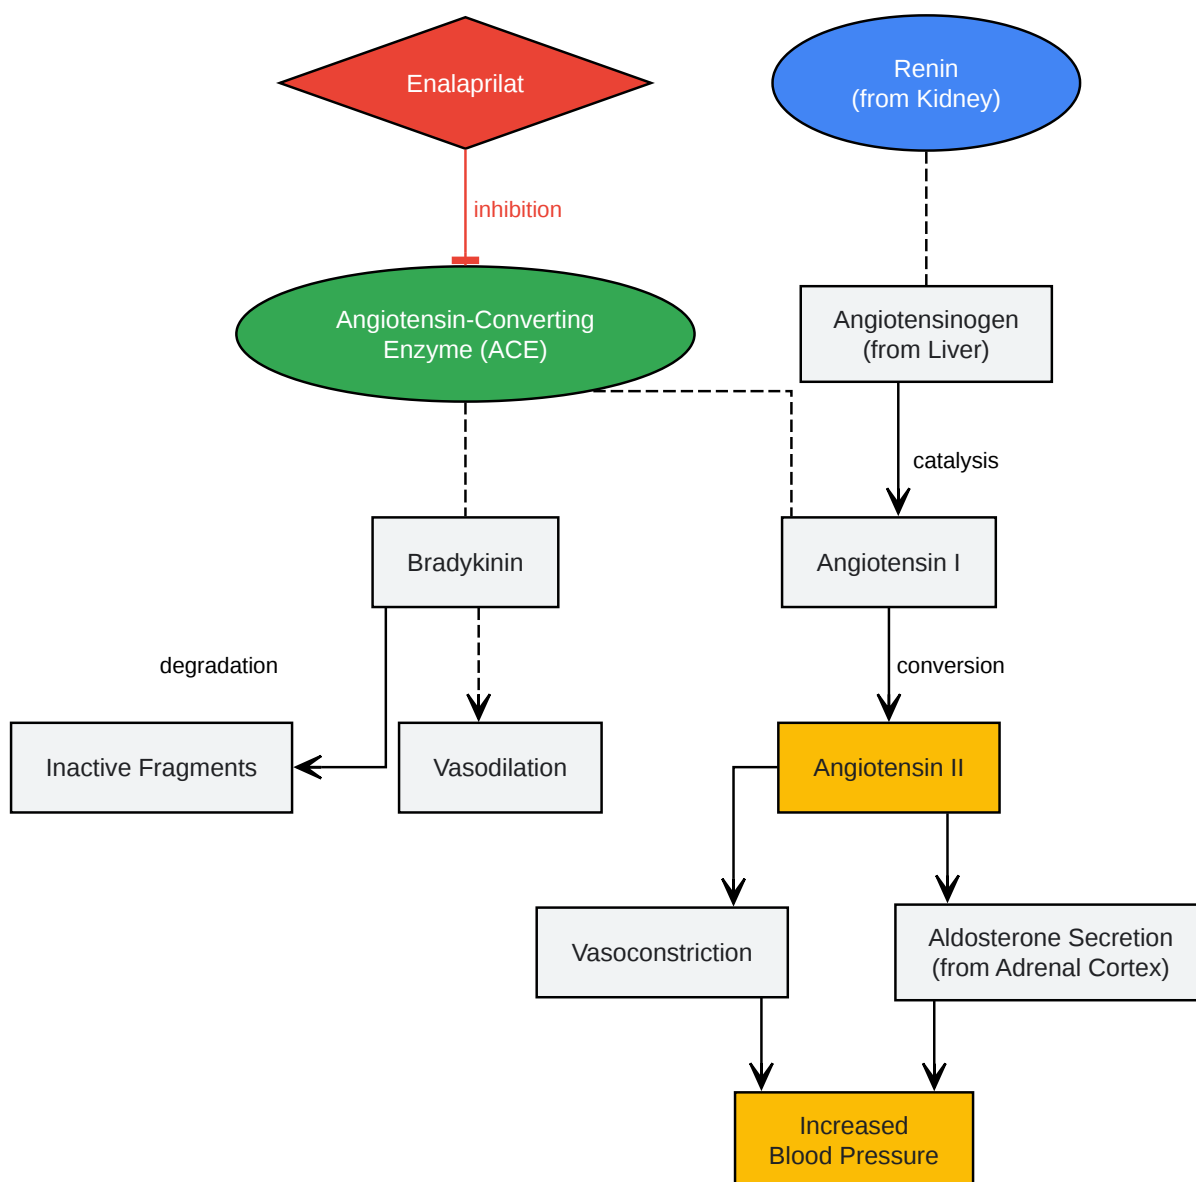 Enalaprilat
Renin
(from Kidney)
inhibition
Angiotensin-Converting
Enzyme (ACE)
Angiotensinogen
(from Liver)
catalysis
Bradykinin
Angiotensin I
degradation
conversion
Inactive Fragments
Vasodilation
Angiotensin II
Vasoconstriction
Aldosterone Secretion
(from Adrenal Cortex)
Increased
Blood Pressure